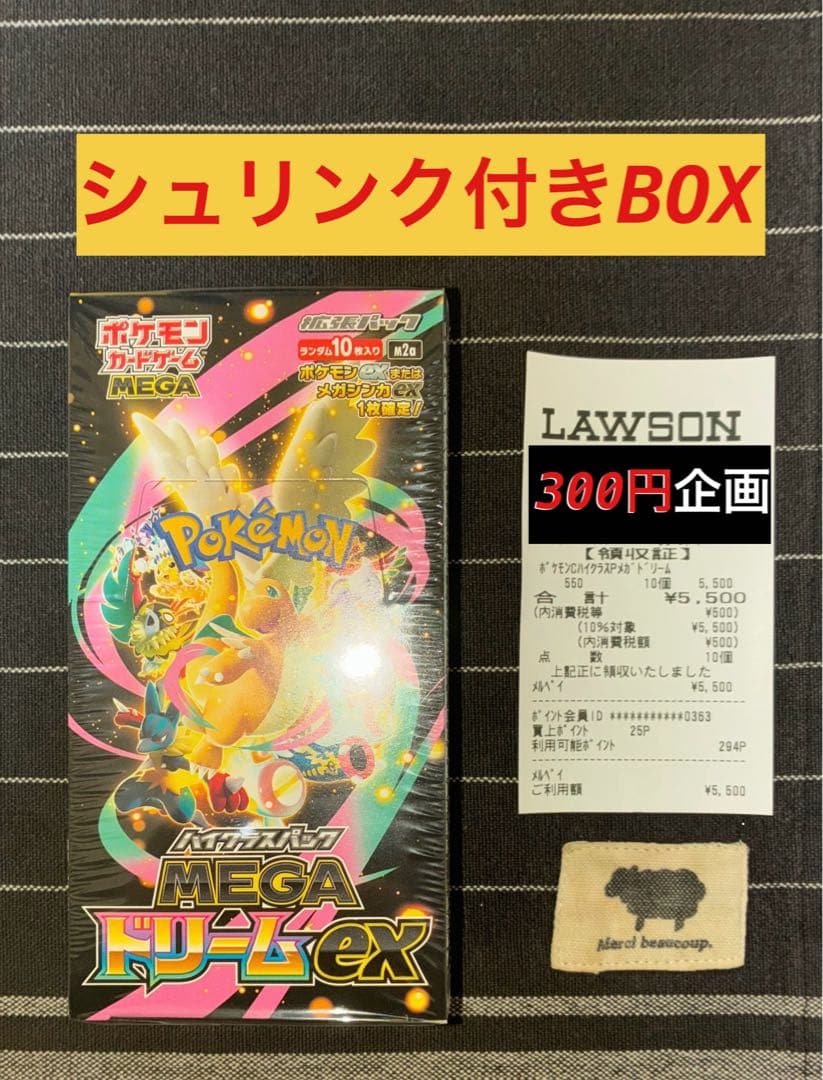 シュリンク付きBOX
ポケモン
カードゲーム
MEGA
拡張パック
ランダム10枚入り M2a
ポケモンexまたは
メガシンカex
1枚確定!
Pokémon
ハイクラスパック
MEGA
ドリームex
LAWSON
300円企画
【領収証】
ポケモンCハイクラスPメガドリーム
550 10個 5,500
合 計 ¥5,500
(内消費税等 ¥500)
(10%対象 ¥5,500)
(内消費税額 ¥500)
点 数 10個
上記正に領収いたしました
メルペイ ¥5,500
ポイント会員ID ***********0363
買上ポイント 25P
利用可能ポイント 294P
メルペイ
ご利用額 ¥5,500
Merci beaucoup.